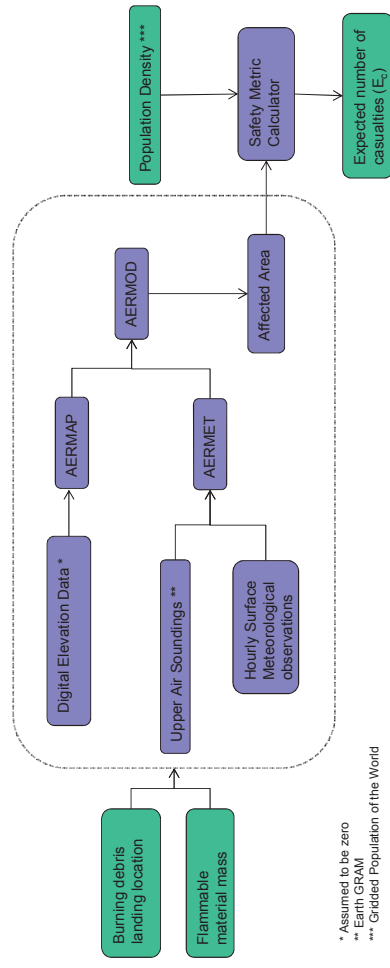 Burning debris
landing location
Flammable
material mass
Digital Elevation Data *
Upper Air Soundings **
Hourly Surface
Meteorological
observations
AERMAP
AERMET
AERMOD
Affected Area
Population Density ***
Safety Metric
Calculator
Expected number of
casualties (Ec)
* Assumed to be zero
** Earth GRAM
*** Gridded Population of the World